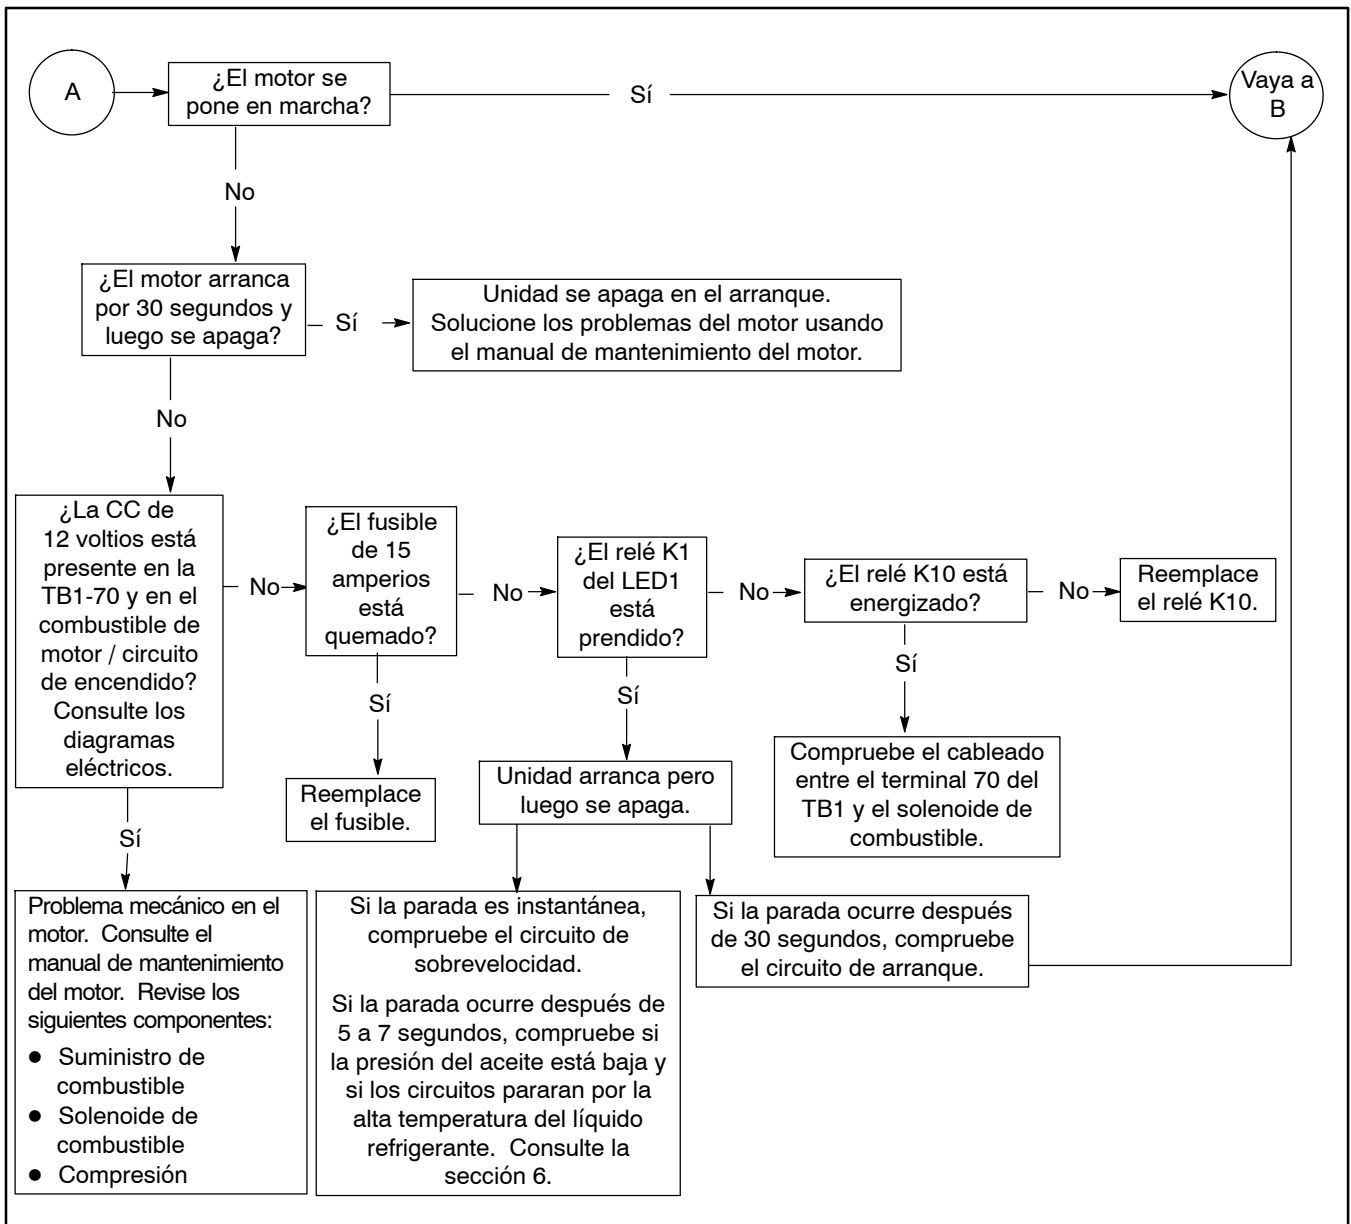 A
¿El motor se
pone en marcha?
Sí
Vaya a
B
No
¿El motor arranca
por 30 segundos y
luego se apaga?
Sí
Unidad se apaga en el arranque.
Solucione los problemas del motor usando
el manual de mantenimiento del motor.
No
¿La CC de
12 voltios está
presente en la
TB1-70 y en el
combustible de
motor / circuito
de encendido?
Consulte los
diagramas
eléctricos.
No
¿El fusible
de 15
amperios
está
quemado?
No
¿El relé K1
del LED1
está
prendido?
No
¿El relé K10 está
energizado?
No
Reemplace
el relé K10.
Sí
Sí
Sí
Sí
Reemplace
el fusible.
Unidad arranca pero
luego se apaga.
Compruebe el cableado
entre el terminal 70 del
TB1 y el solenoide de
combustible.
Problema mecánico en el
motor. Consulte el
manual de mantenimiento
del motor. Revise los
siguientes componentes:
● Suministro de
combustible
● Solenoide de
combustible
● Compresión
Si la parada es instantánea,
compruebe el circuito de
sobrevelocidad.
Si la parada ocurre después de
5 a 7 segundos, compruebe si
la presión del aceite está baja y
si los circuitos pararan por la
alta temperatura del líquido
refrigerante. Consulte la
sección 6.
Si la parada ocurre después
de 30 segundos, compruebe
el circuito de arranque.